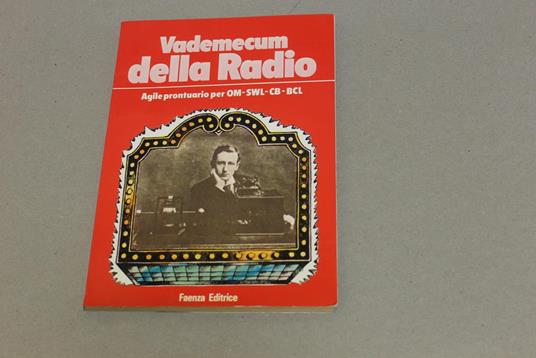 Vademecum
della Radio
Agile prontuario per OM-SWL-CB-BCL
Faenza Editrice